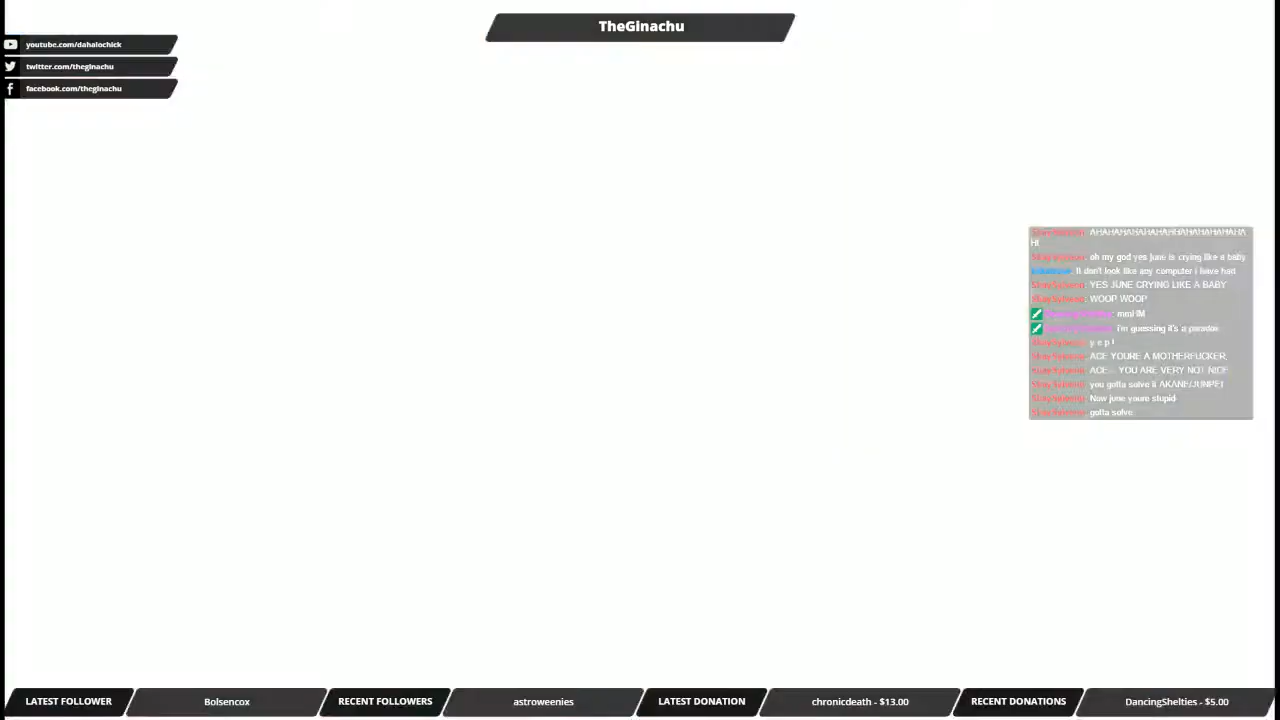 TheGinachu
youtube.com/dahalochick
twitter.com/theginachu
facebook.com/theginachu
AHAHAHAHAHAHAHHAHAHAHAHAHA
oh my god yes june is crying like a baby
It don't look like any computer i have had
YES JUNE CRYING LIKE A BABY
WOOP WOOP
i'm guessing it's a paradox
y e p !
ACE YOURE A MOTHERFUCKER,
ACE... YOU ARE VERY NOT NICE
you gotta solve it AKANE/JUNPEI
Now june youre stupid
gotta solve
LATEST FOLLOWER
Bolsencox
RECENT FOLLOWERS
astroweenies
LATEST DONATION
chronicdeath - $13.00
RECENT DONATIONS
DancingShelties - $5.00